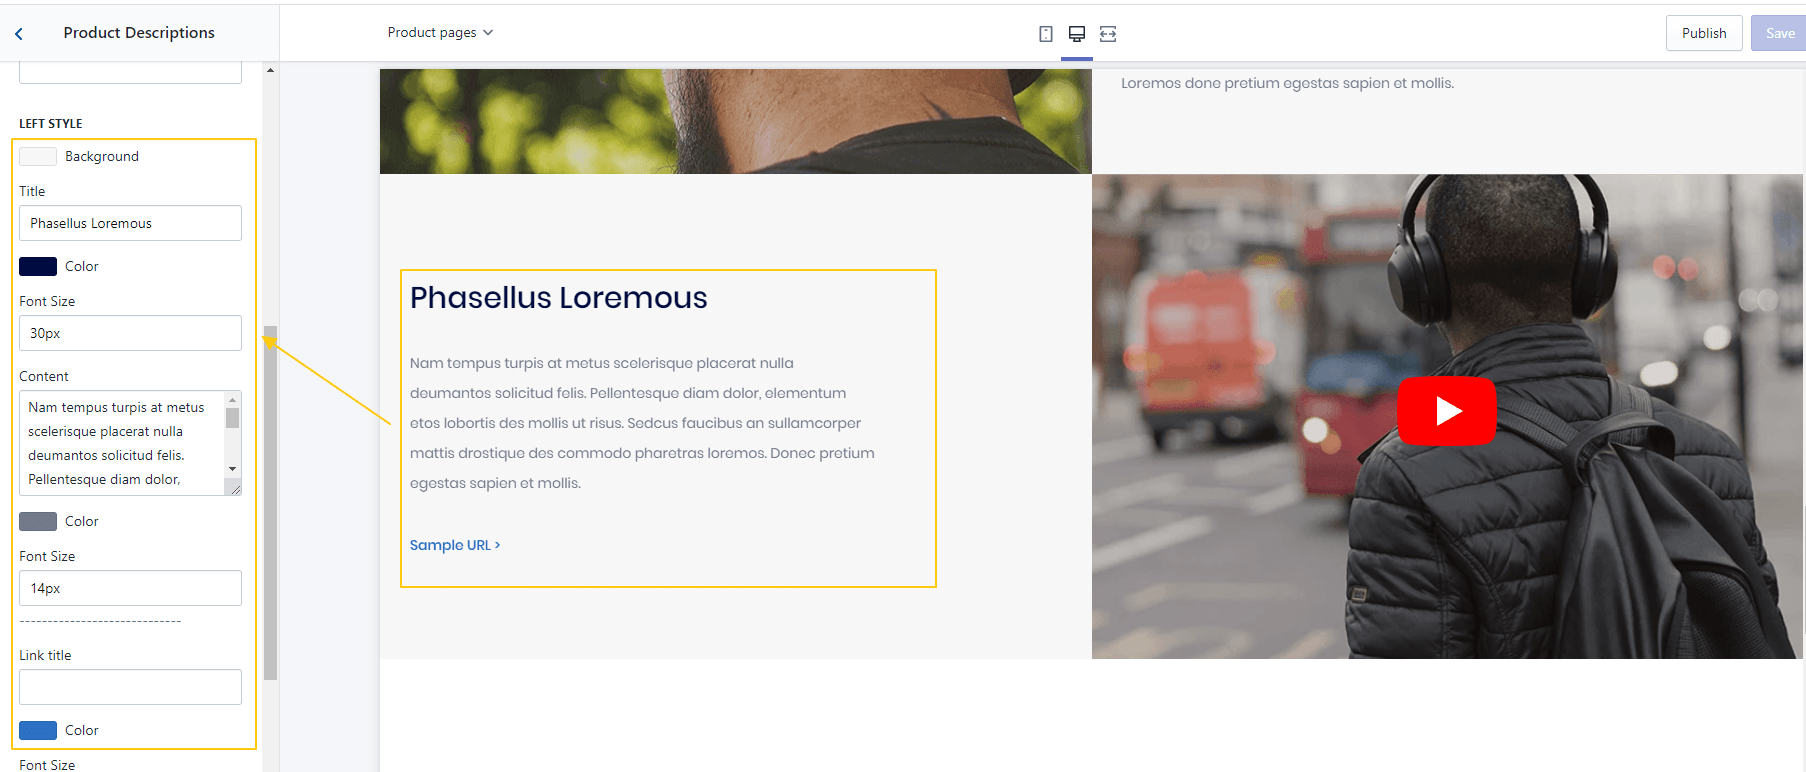 Product Descriptions
Product pages
Publish
Save
LEFT STYLE
Background
Title
Phasellus Loremous
Color
Font Size
30px
Content
Nam tempus turpis at metus
scelerisque placerat nulla
deumantos solicitud felis.
Pellentesque diam dolor,
Color
Font Size
14px
-----------------------------
Link title
Color
Font Size
Loremos done pretium egestas sapien et mollis.
Phasellus Loremous
Nam tempus turpis at metus scelerisque placerat nulla
deumantos solicitud felis. Pellentesque diam dolor, elementum
etos lobortis des mollis ut risus. Sedcus faucibus an sullamcorper
mattis drostique des commodo pharetras loremos. Donec pretium
egestas sapien et mollis.
Sample URL >